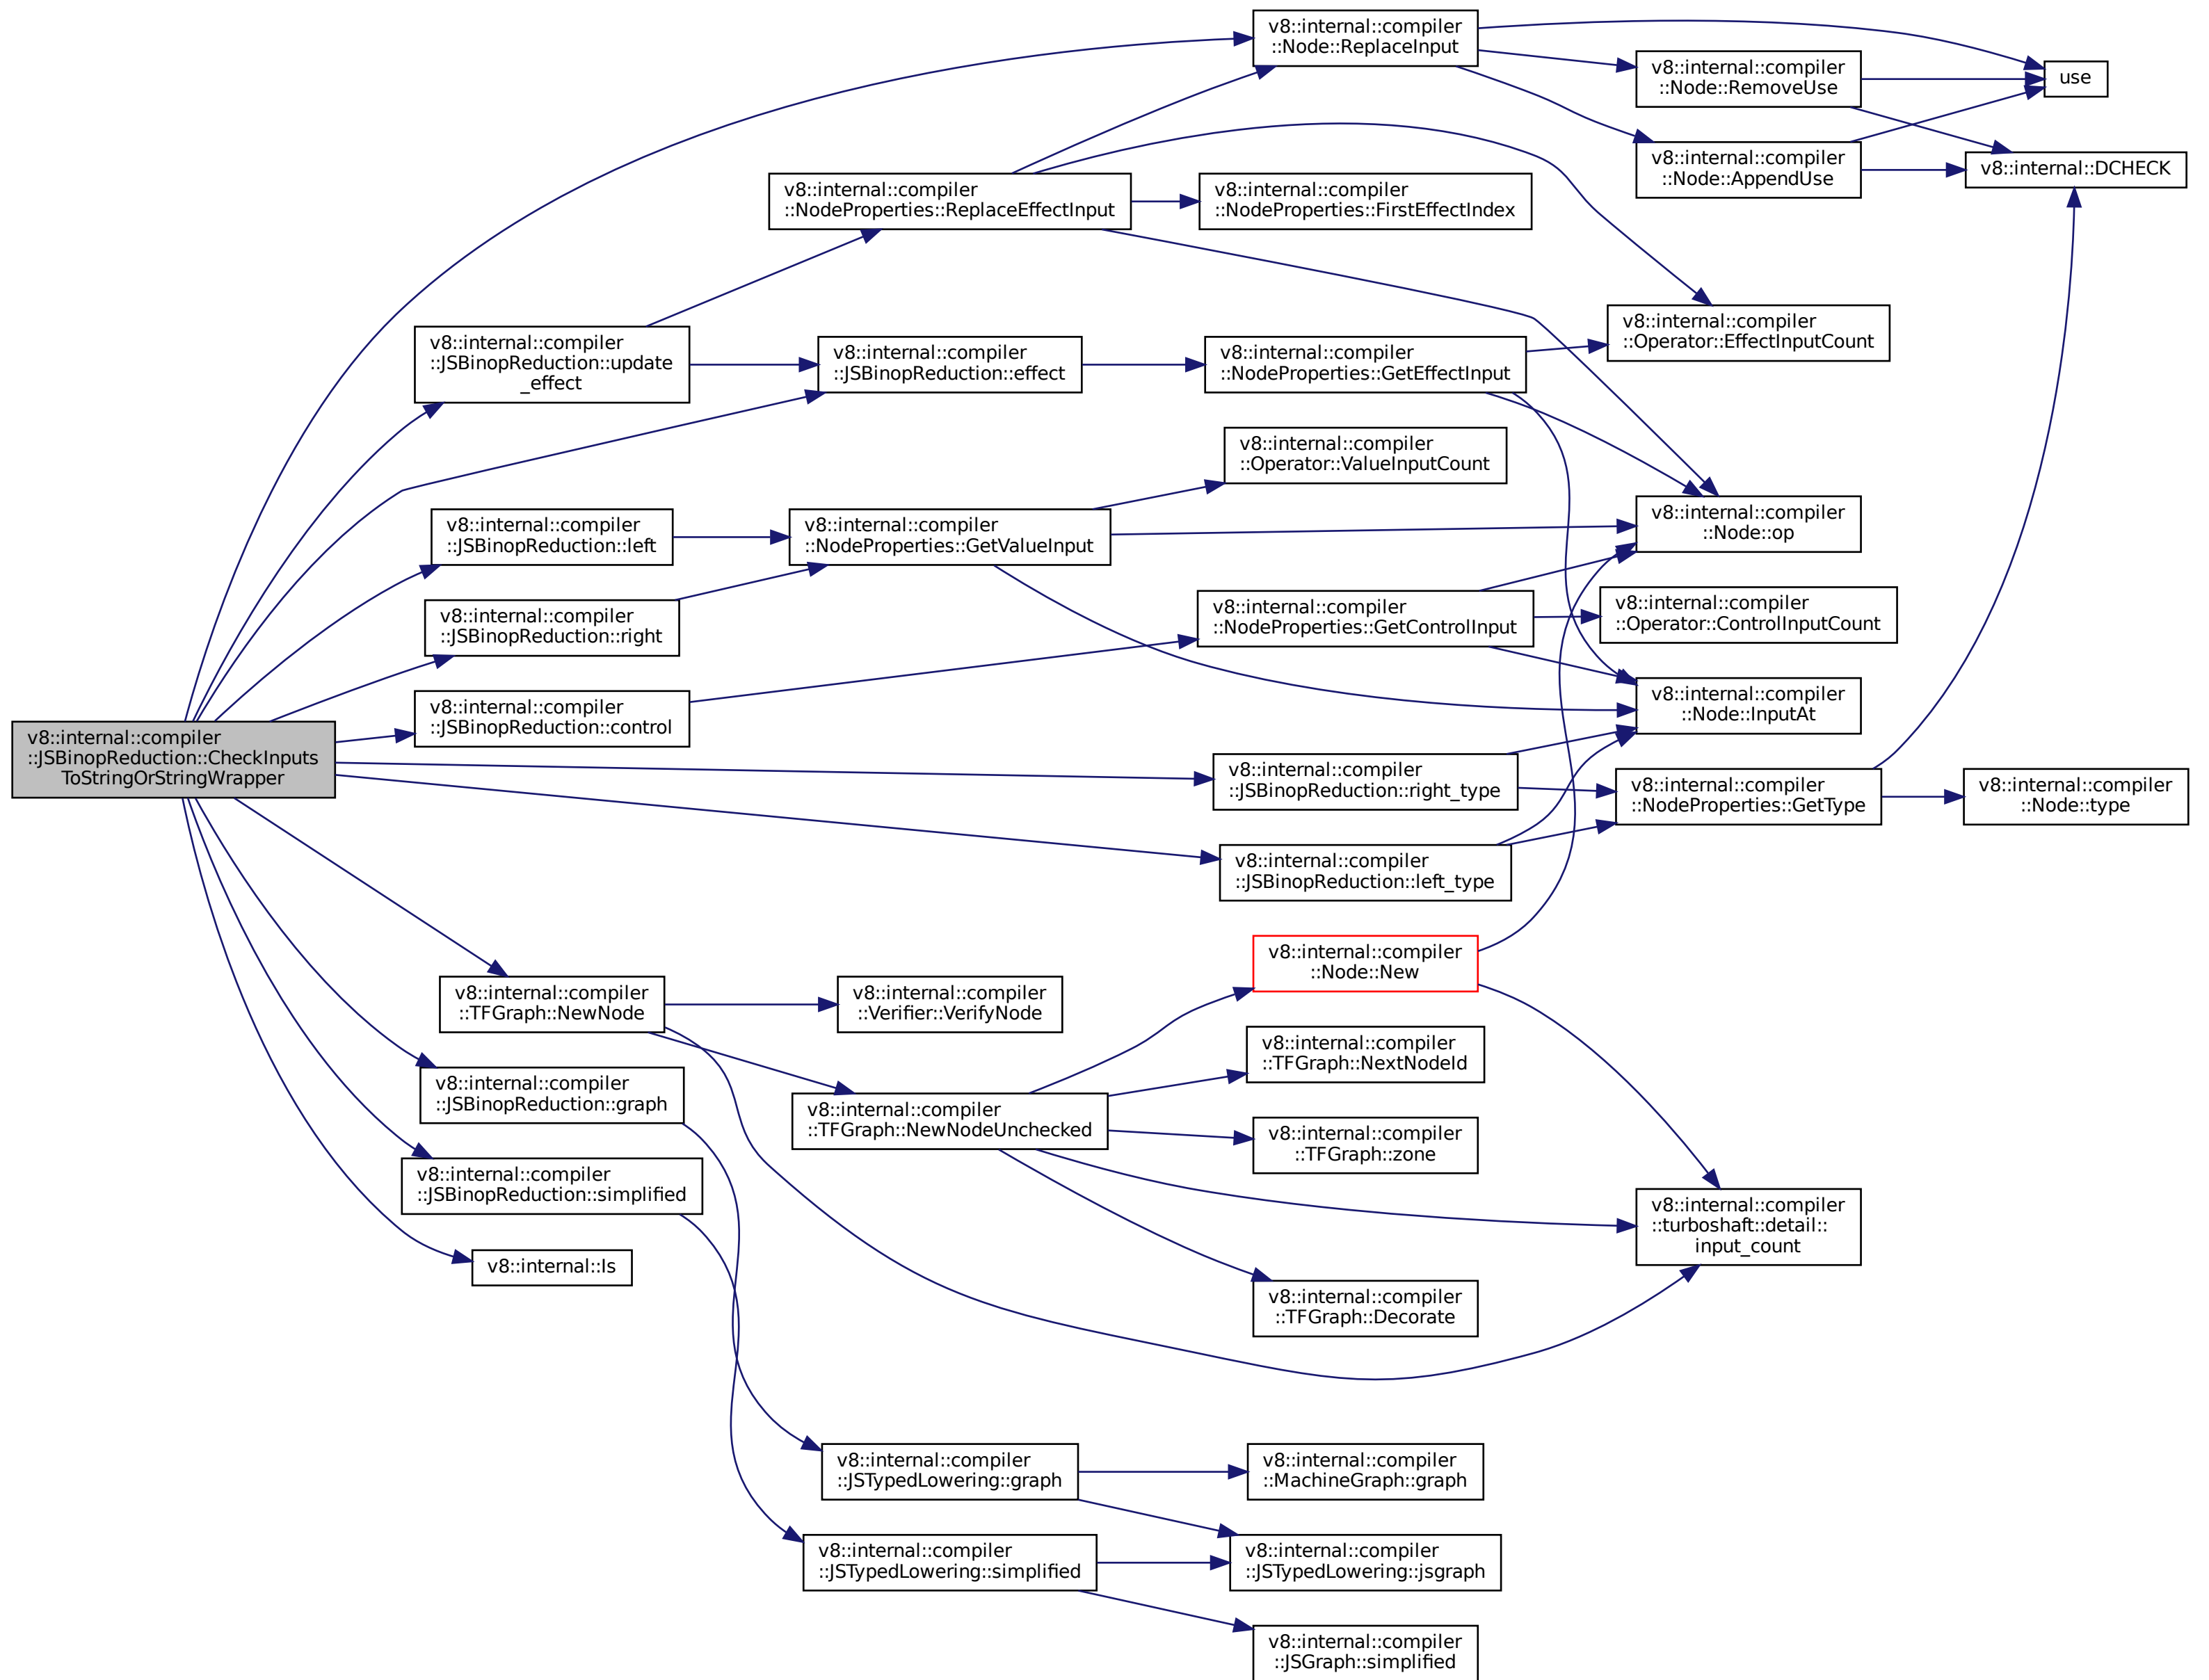 v8::internal::compiler
::JSBinopReduction::CheckInputs
ToStringOrStringWrapper
v8::internal::compiler
::Node::ReplaceInput
v8::internal::compiler
::Node::RemoveUse
use
v8::internal::compiler
::Node::AppendUse
v8::internal::DCHECK
v8::internal::compiler
::NodeProperties::ReplaceEffectInput
v8::internal::compiler
::NodeProperties::FirstEffectIndex
v8::internal::compiler
::Operator::EffectInputCount
v8::internal::compiler
::JSBinopReduction::update
_effect
v8::internal::compiler
::JSBinopReduction::effect
v8::internal::compiler
::NodeProperties::GetEffectInput
v8::internal::compiler
::Operator::ValueInputCount
v8::internal::compiler
::JSBinopReduction::left
v8::internal::compiler
::NodeProperties::GetValueInput
v8::internal::compiler
::Node::op
v8::internal::compiler
::JSBinopReduction::right
v8::internal::compiler
::NodeProperties::GetControlInput
v8::internal::compiler
::Operator::ControlInputCount
v8::internal::compiler
::JSBinopReduction::control
v8::internal::compiler
::Node::InputAt
v8::internal::compiler
::JSBinopReduction::right_type
v8::internal::compiler
::NodeProperties::GetType
v8::internal::compiler
::Node::type
v8::internal::compiler
::JSBinopReduction::left_type
v8::internal::compiler
::Node::New
v8::internal::compiler
::TFGraph::NewNode
v8::internal::compiler
::Verifier::VerifyNode
v8::internal::compiler
::TFGraph::NextNodeId
v8::internal::compiler
::JSBinopReduction::graph
v8::internal::compiler
::TFGraph::NewNodeUnchecked
v8::internal::compiler
::TFGraph::zone
v8::internal::compiler
::JSBinopReduction::simplified
v8::internal::compiler
::turboshaft::detail::
input_count
v8::internal::Is
v8::internal::compiler
::TFGraph::Decorate
v8::internal::compiler
::JSTypedLowering::graph
v8::internal::compiler
::MachineGraph::graph
v8::internal::compiler
::JSTypedLowering::simplified
v8::internal::compiler
::JSTypedLowering::jsgraph
v8::internal::compiler
::JSGraph::simplified